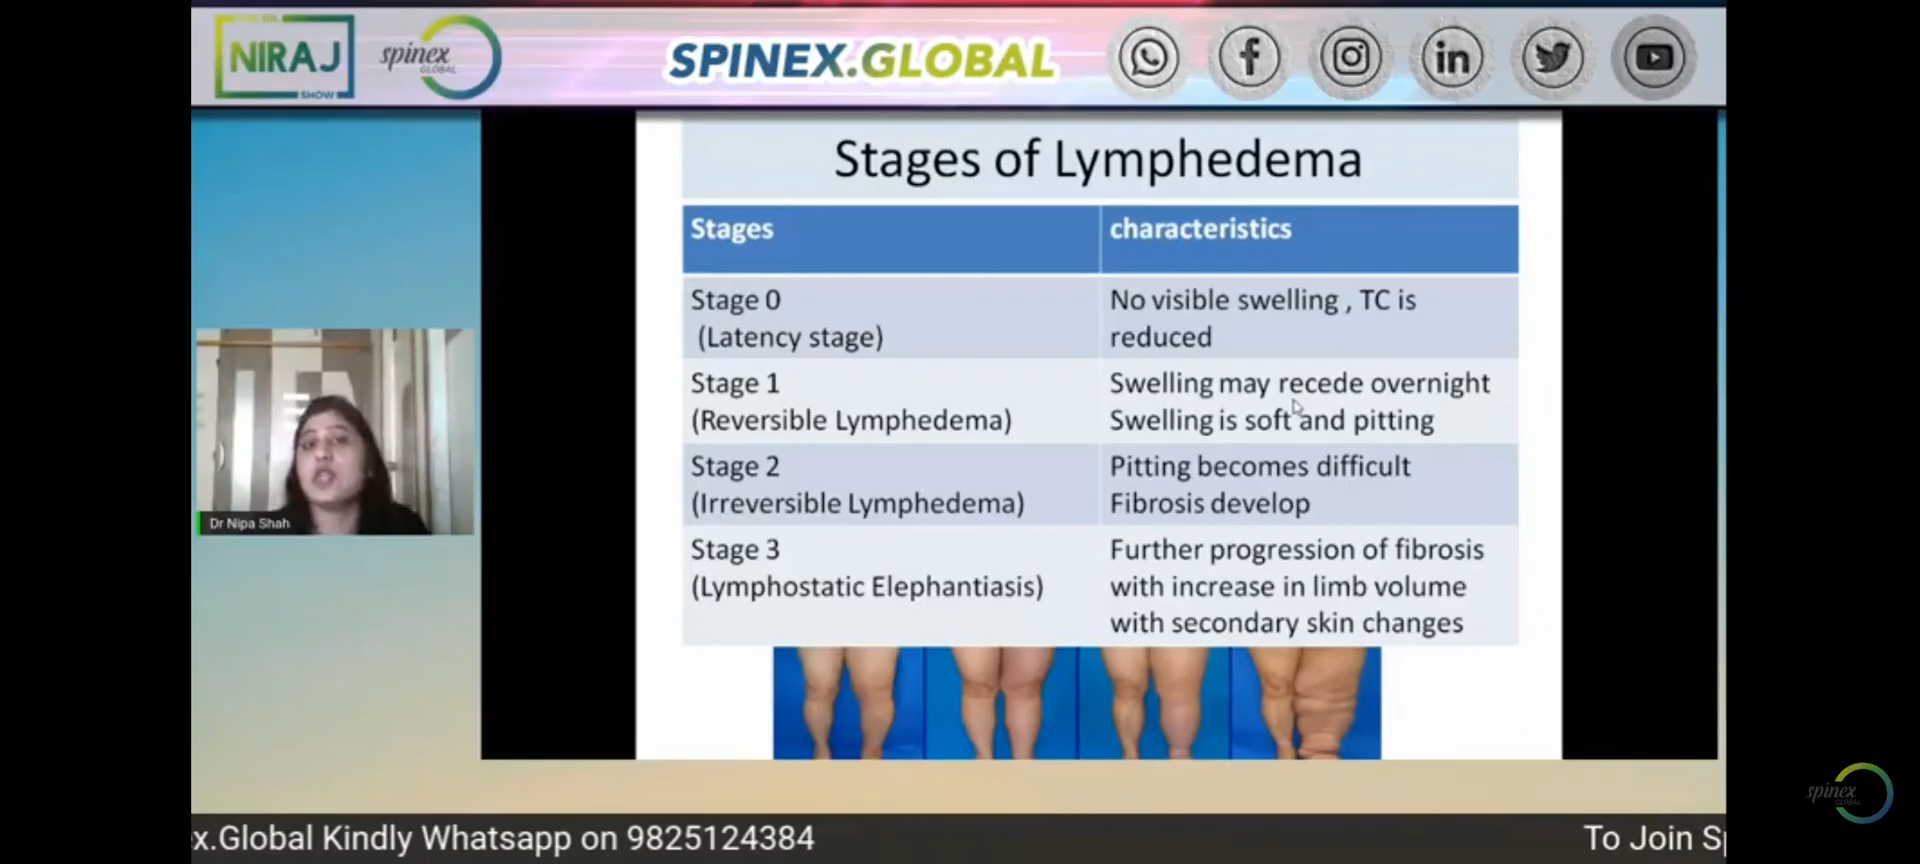 NIRAJ
SHOW
spinex
GLOBAL
SPINEX.GLOBAL
Stages of Lymphedema
Stages characteristics
Stage 0 No visible swelling , TC is
(Latency stage) reduced
Stage 1 Swelling may recede overnight
(Reversible Lymphedema) Swelling is soft and pitting
Stage 2 Pitting becomes difficult
(Irreversible Lymphedema) Fibrosis develop
Stage 3 Further progression of fibrosis
(Lymphostatic Elephantiasis) with increase in limb volume
with secondary skin changes
Dr Nipa Shah
spinex
GLOBAL
x.Global Kindly Whatsapp on 9825124384 To Join Sp